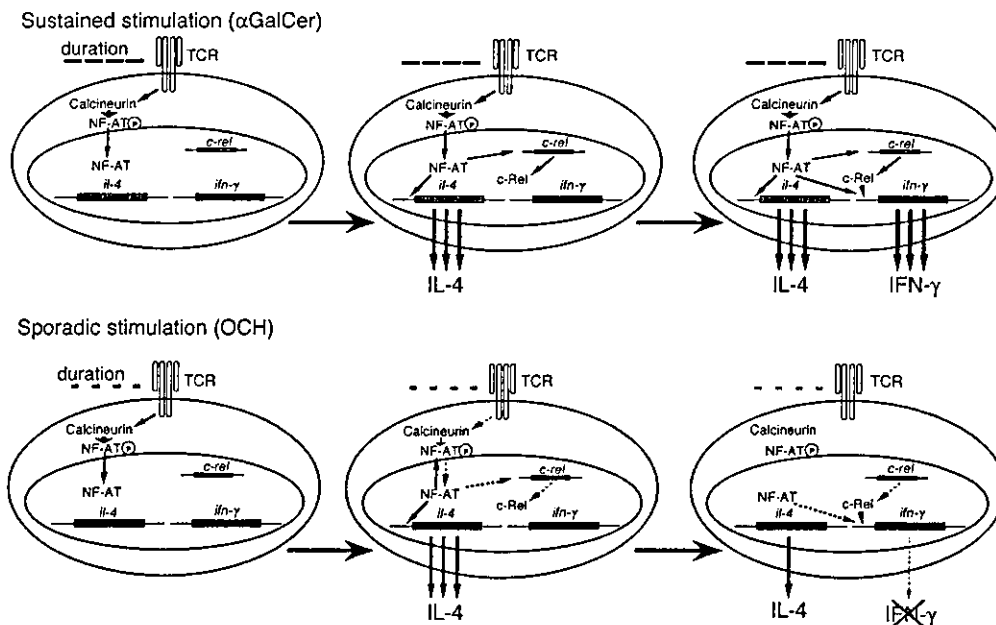 Sustained stimulation (αGalCer)
duration
TCR
Calcineurin
NF-AT P
c-rel
NF-AT
il-4
ifn-γ
TCR
Calcineurin
NF-AT P
c-rel
NF-AT
c-Rel
il-4
ifn-γ
IL-4
TCR
Calcineurin
NF-AT P
c-rel
NF-AT
c-Rel
il-4
ifn-γ
IL-4
IFN-γ
Sporadic stimulation (OCH)
duration
TCR
Calcineurin
NF-AT P
c-rel
NF-AT
il-4
ifn-γ
TCR
Calcineurin
NF-AT P
c-rel
NF-AT
c-Rel
il-4
ifn-γ
IL-4
TCR
Calcineurin
NF-AT P
c-rel
NF-AT
c-Rel
il-4
ifn-γ
IL-4
IFN-γ